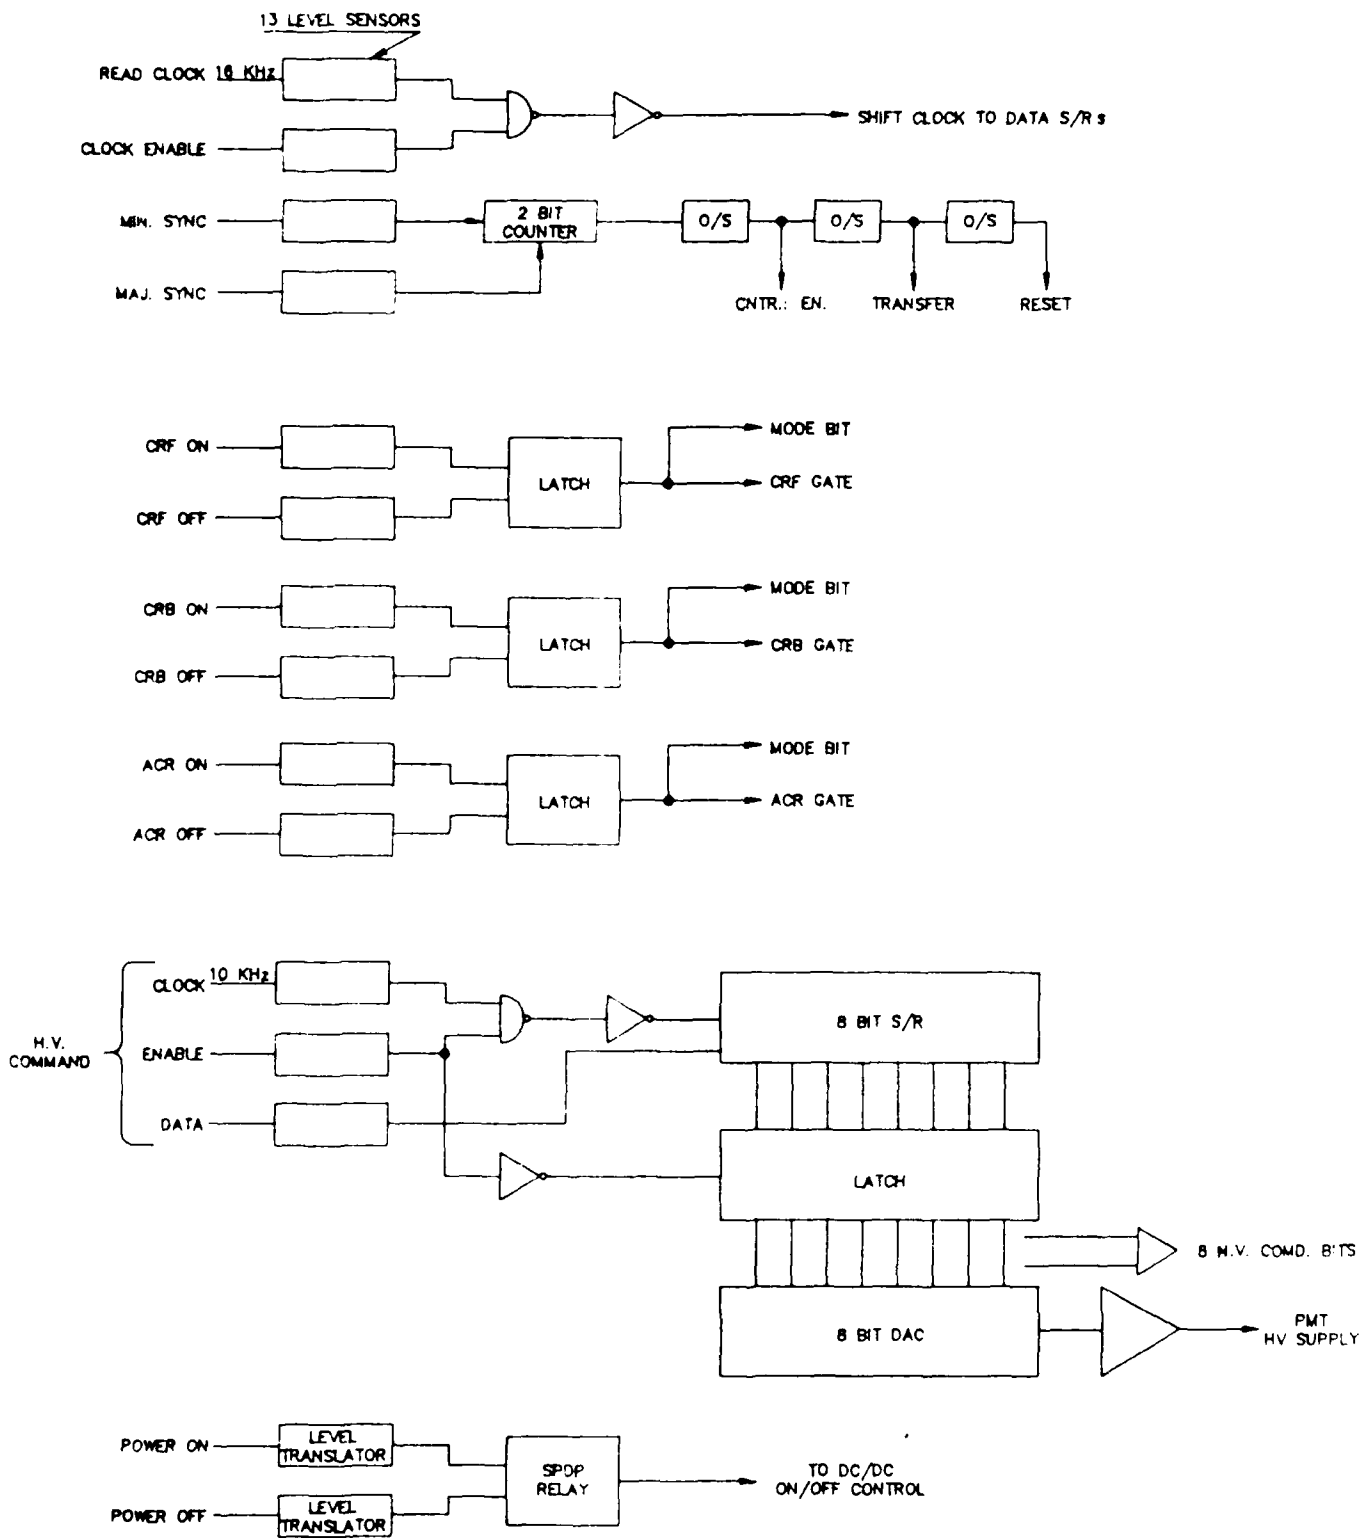 13 LEVEL SENSORS
READ CLOCK 16 KHz
SHIFT CLOCK TO DATA S/R s
CLOCK ENABLE
MIN. SYNC
2 BIT
COUNTER
O/S
O/S
O/S
MAJ. SYNC
CNTR.: EN.
TRANSFER
RESET
CRF ON
CRF OFF
LATCH
MODE BIT
CRF GATE
CRB ON
CRB OFF
LATCH
MODE BIT
CRB GATE
ACR ON
ACR OFF
LATCH
MODE BIT
ACR GATE
H.V.
COMMAND
CLOCK 10 KHz
ENABLE
DATA
8 BIT S/R
LATCH
8 H.V. COMD. BITS
8 BIT DAC
PMT
HV SUPPLY
POWER ON
LEVEL
TRANSLATOR
POWER OFF
LEVEL
TRANSLATOR
SPDP
RELAY
TO DC/DC
ON/OFF CONTROL